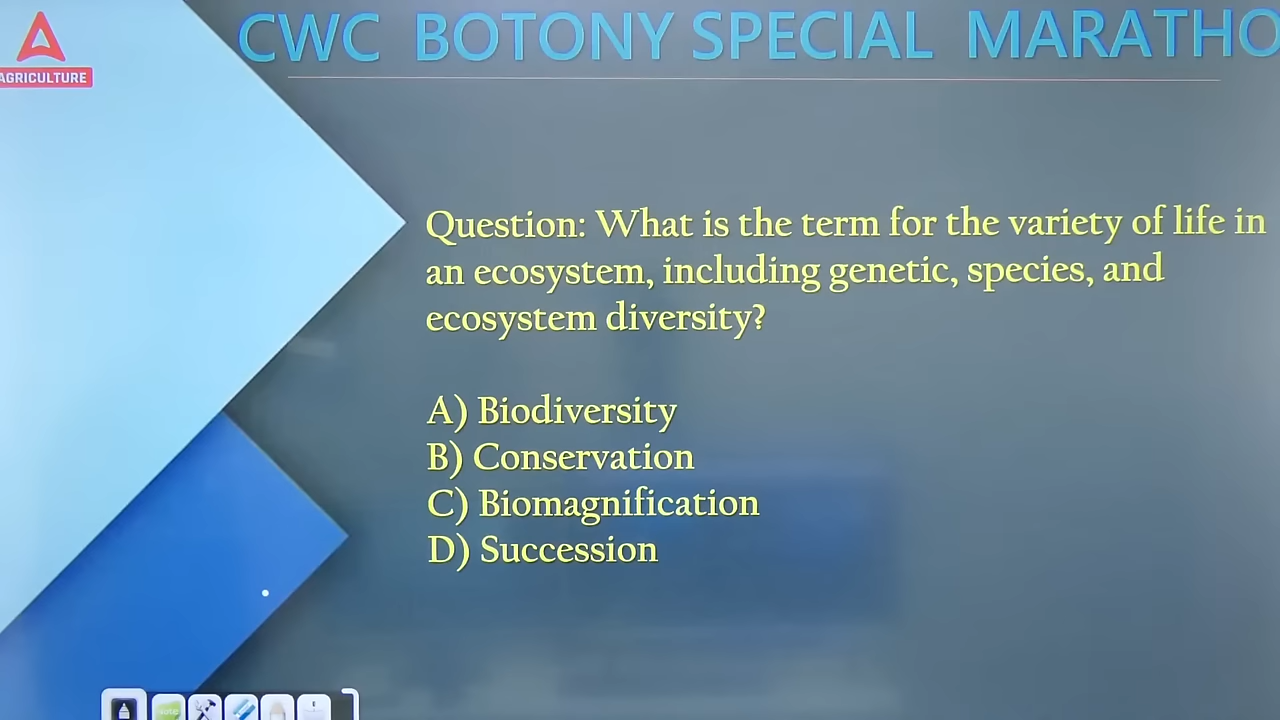 CWC BOTONY SPECIAL MARATHO
AGRICULTURE
Question: What is the term for the variety of life in
an ecosystem, including genetic, species, and
ecosystem diversity?
A) Biodiversity
B) Conservation
C) Biomagnification
D) Succession